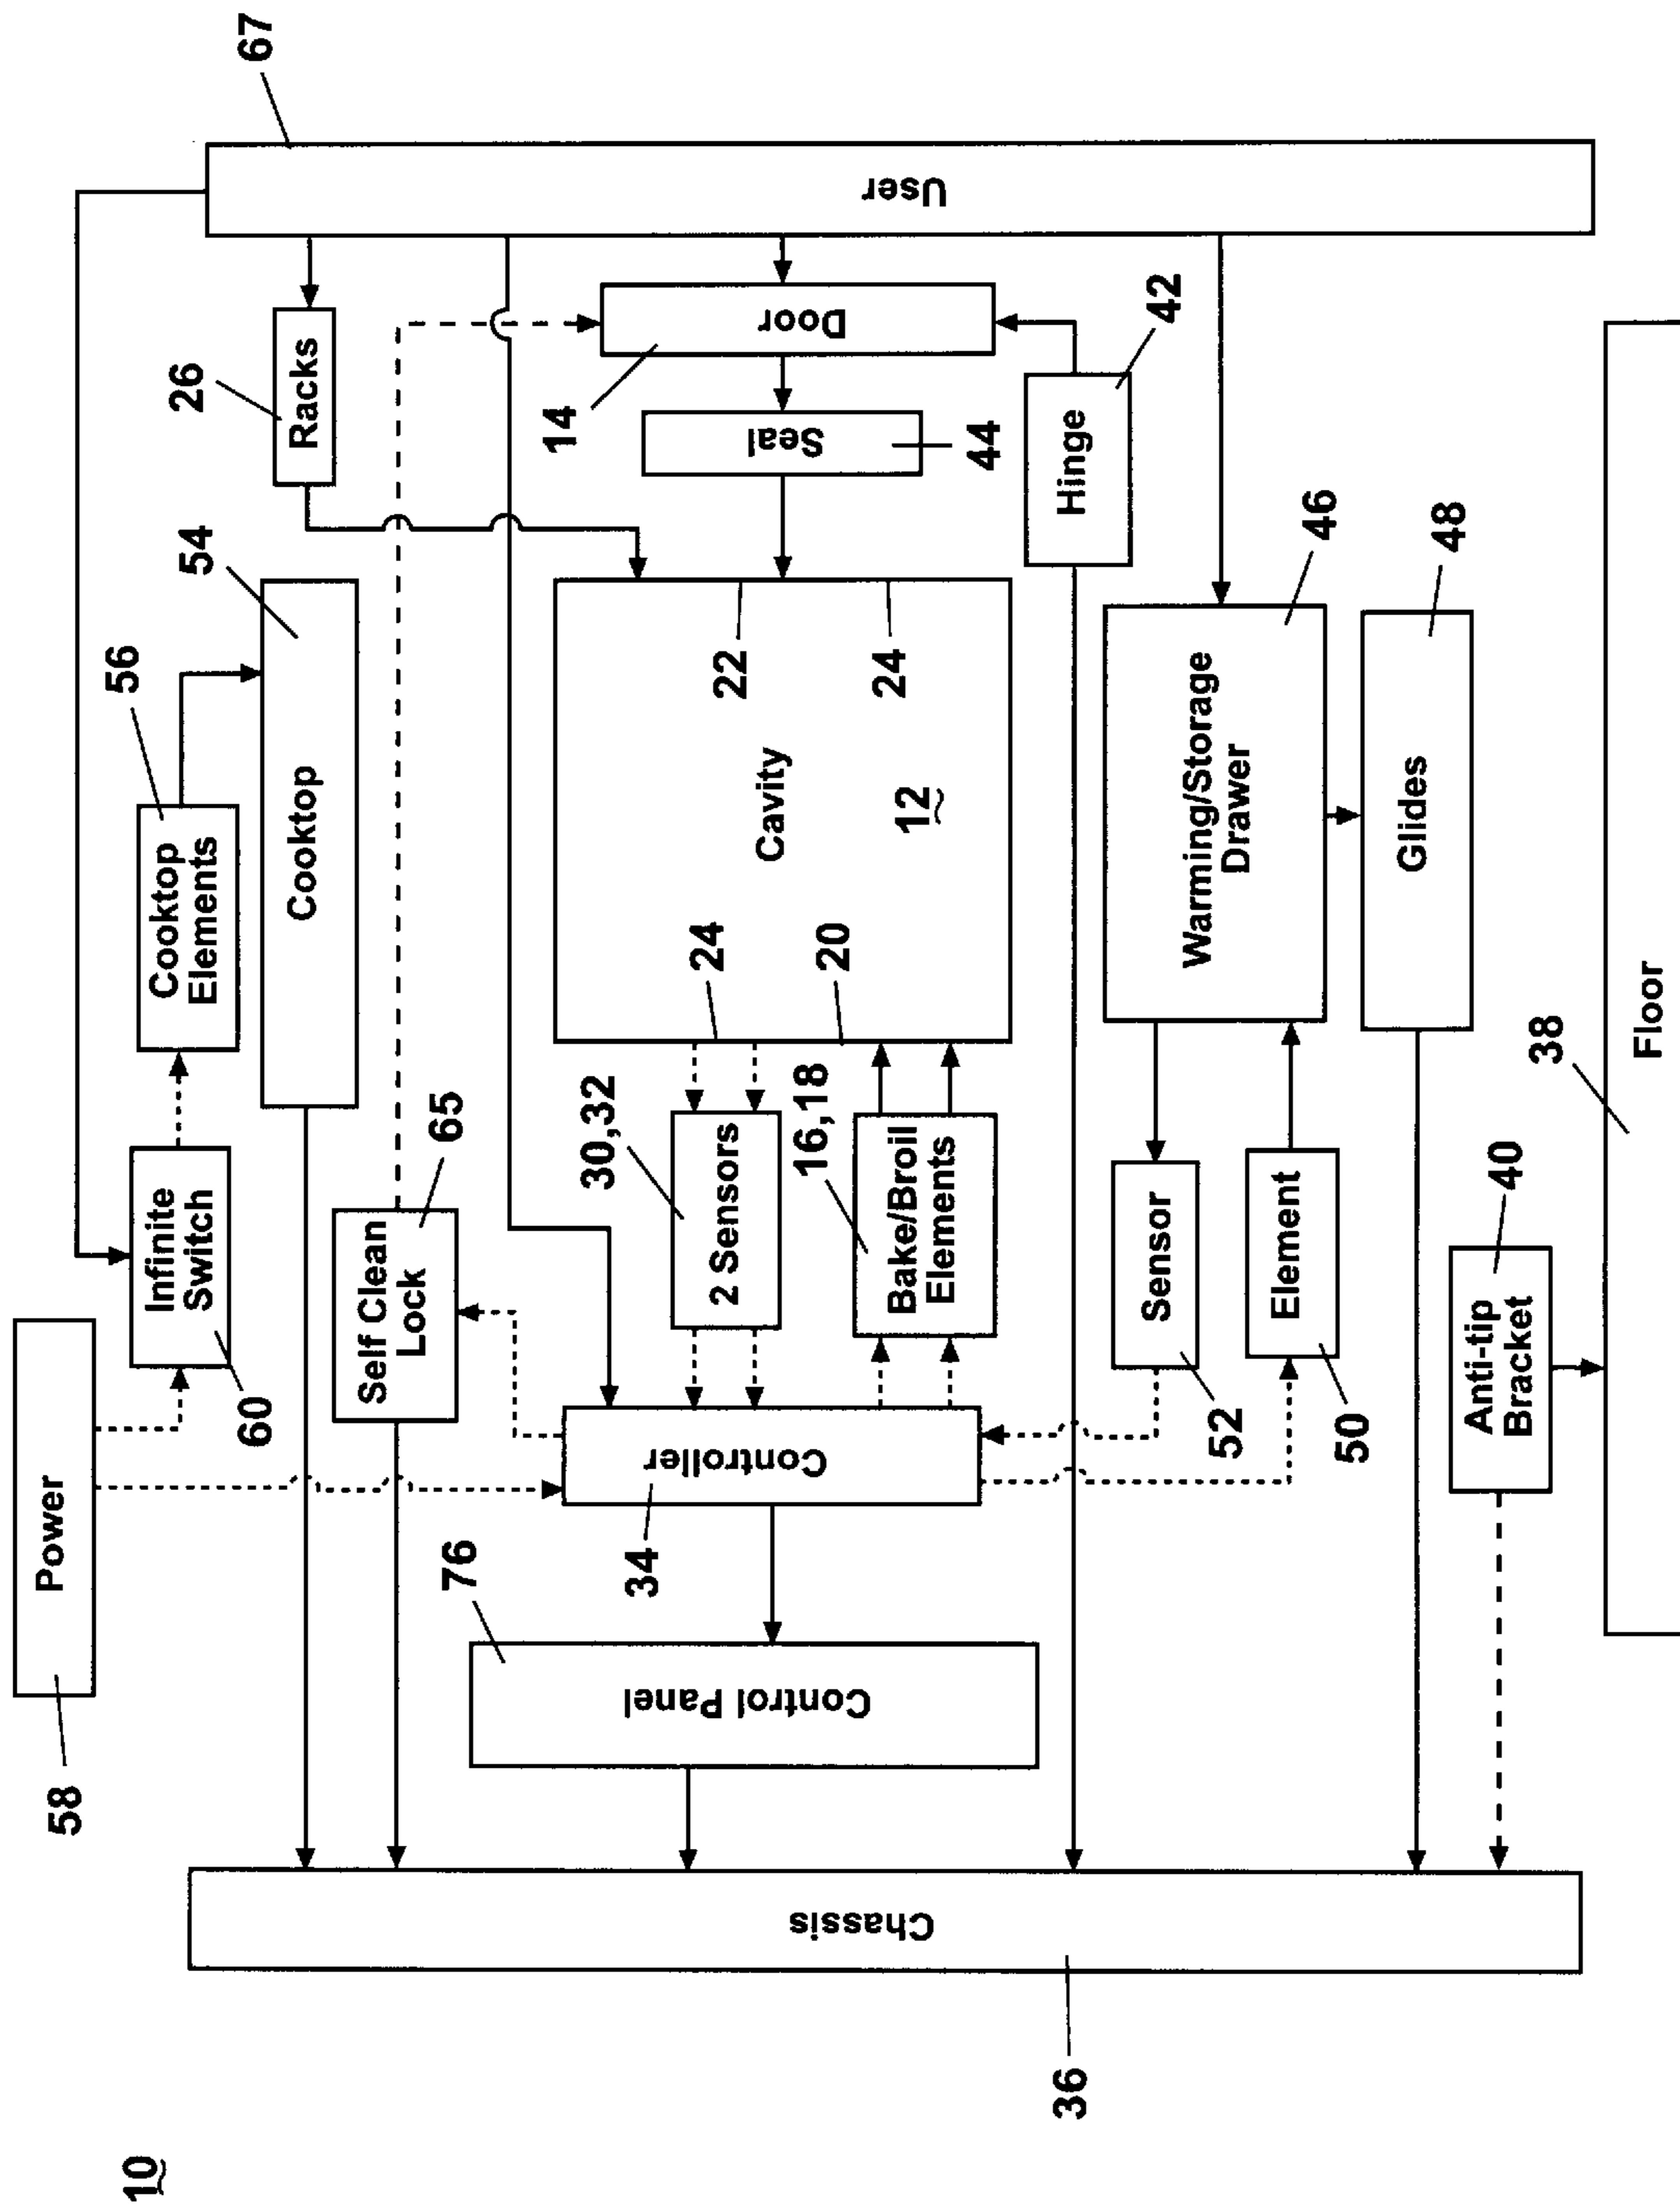 10
Power
58
Infinite
Switch
60
Cooktop
Elements
56
Cooktop
54
Racks
26
User
67
Self Clean
Lock
65
Chassis
36
Control Panel
76
Controller
34
2 Sensors
30,32
Bake/Broil
Elements
16,18
Cavity
12
24
20
22
24
Seal
44
Door
14
Hinge
42
Sensor
52
Element
50
Warming/Storage
Drawer
46
Glides
48
Anti-tip
Bracket
40
Floor
38